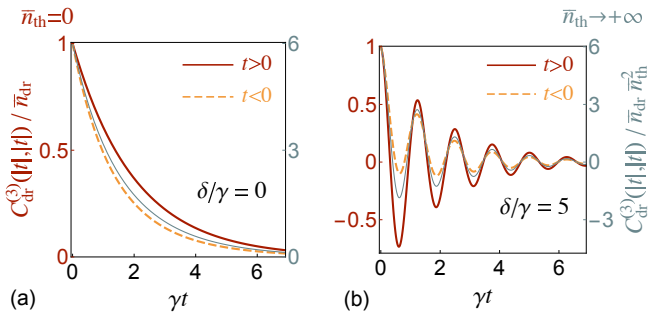 n̅th=0
n̅th→+∞
1
6
t>0
t<0
0.5
3
δ/γ = 0
0
0
0
2
4
6
C(3)dr(|t|,|t|) / n̅dr
γt
(a)
1
6
t>0
t<0
0.5
3
0
0
−0.5
−3
δ/γ = 5
0
2
4
6
C(3)dr(|t|,|t|) / n̅dr n̅2th
γt
(b)